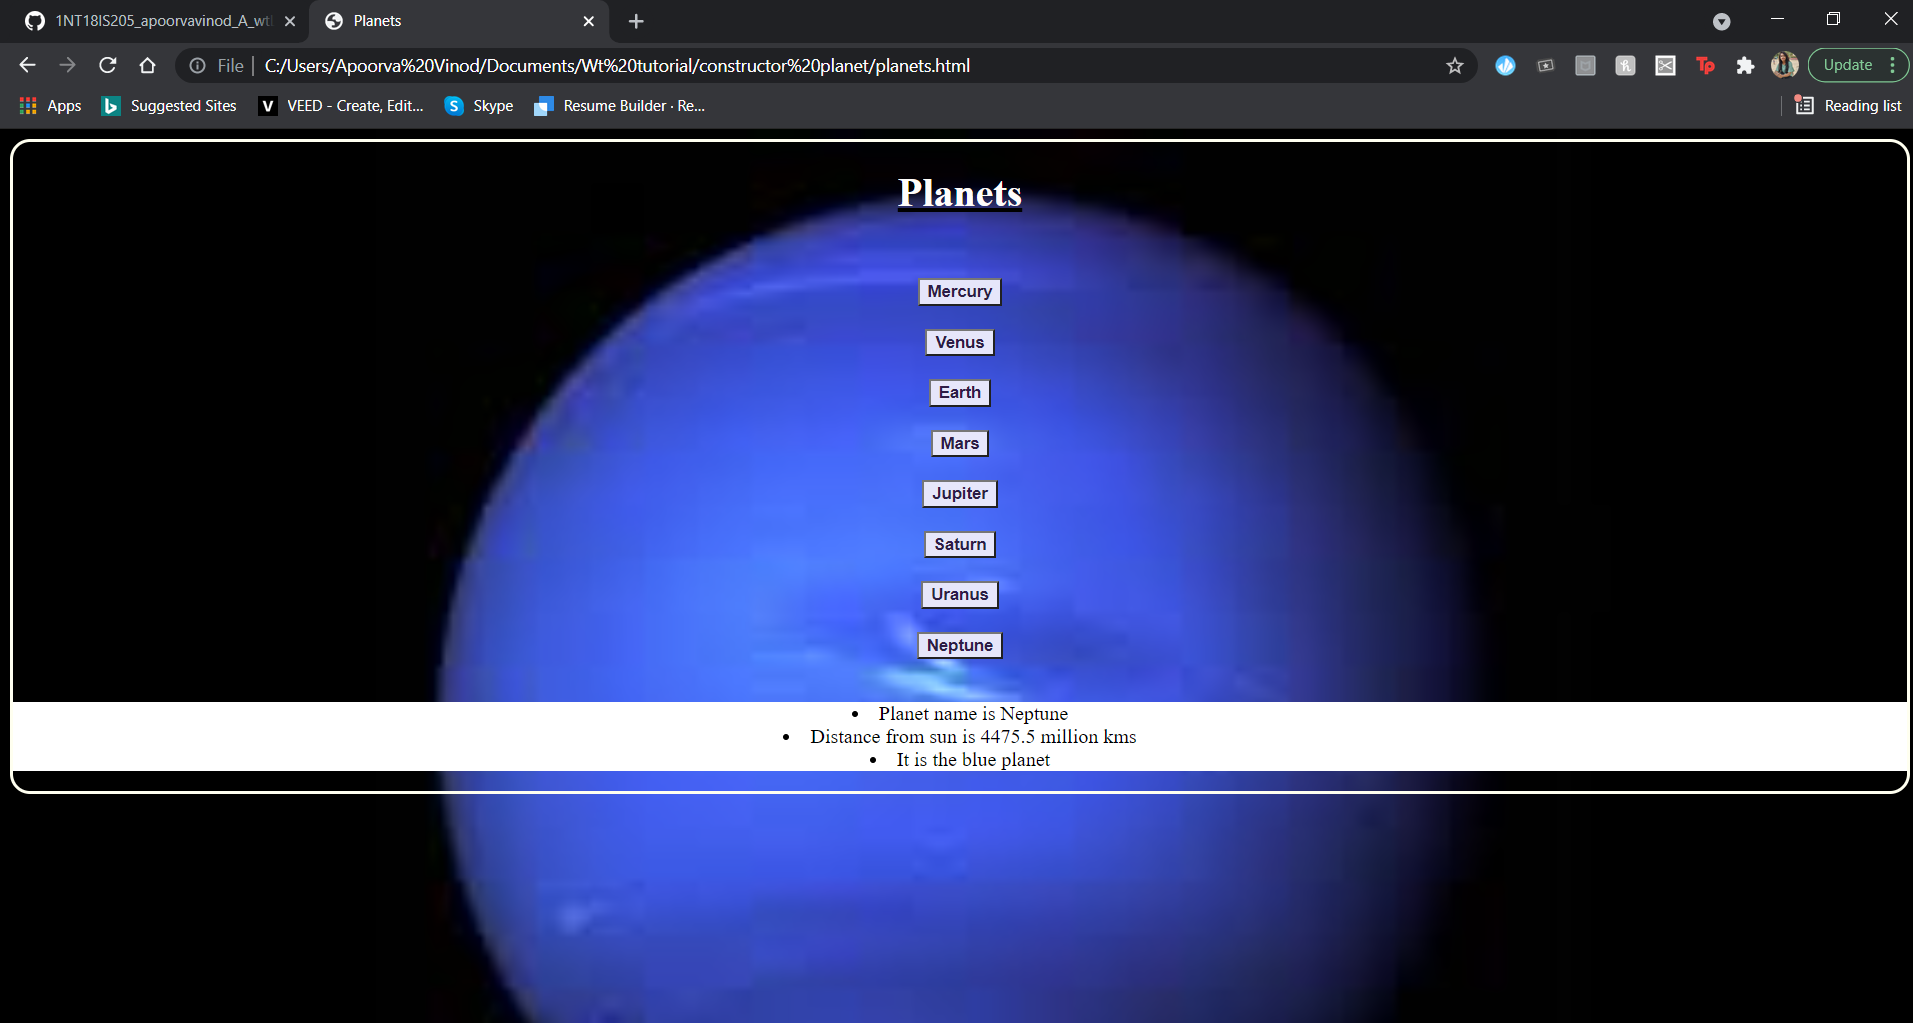 1NT18IS205_apoorvavinod_A_wt
Planets
File
C:/Users/Apoorva%20Vinod/Documents/Wt%20tutorial/constructor%20planet/planets.html
Tp
Update
Apps
Suggested Sites
V VEED - Create, Edit...
S Skype
Resume Builder · Re...
Reading list
Planets
Mercury
Venus
Earth
Mars
Jupiter
Saturn
Uranus
Neptune
• Planet name is Neptune
• Distance from sun is 4475.5 million kms
• It is the blue planet